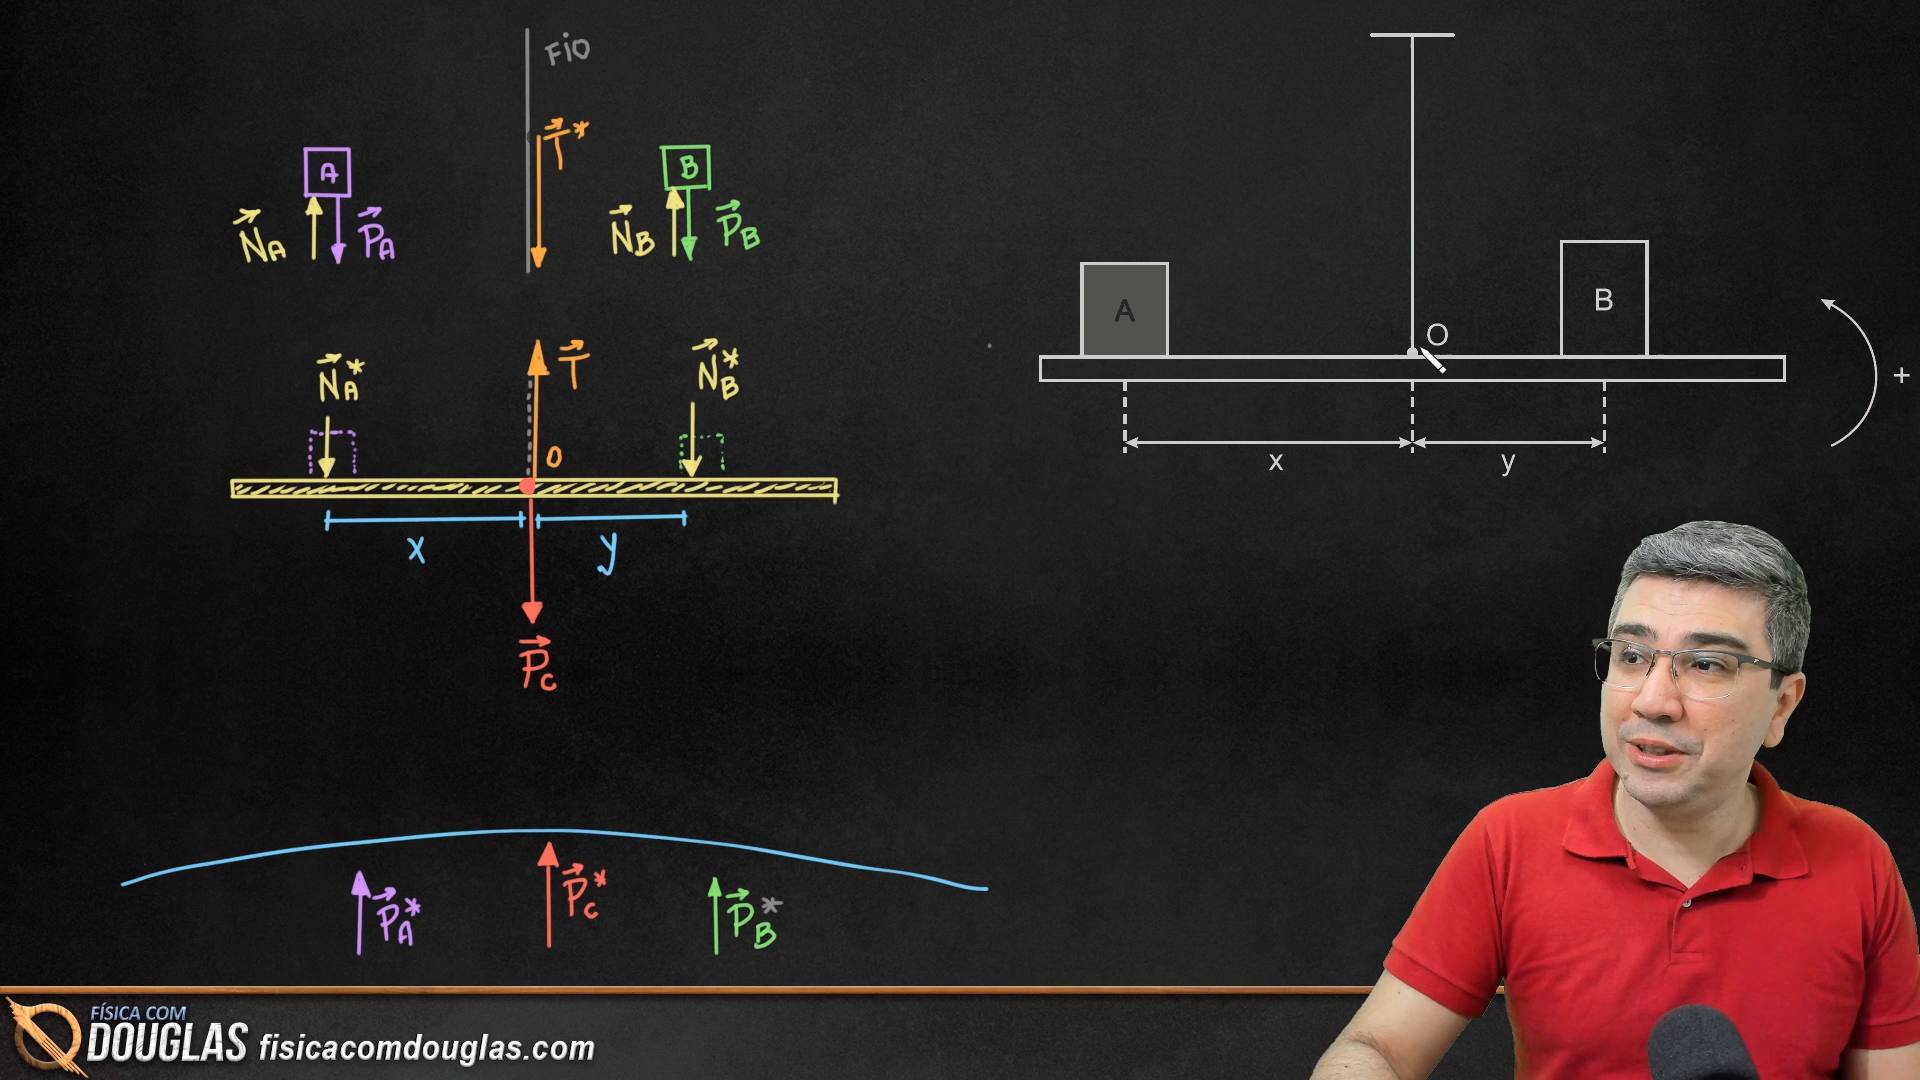 FIO
T*
A
B
NA
PA
NB
PB
NA*
T
NB*
O
x
y
Pc
PA*
Pc*
PB*
A
O
B
+
x
y
FÍSICA COM
DOUGLAS fisicacomdouglas.com